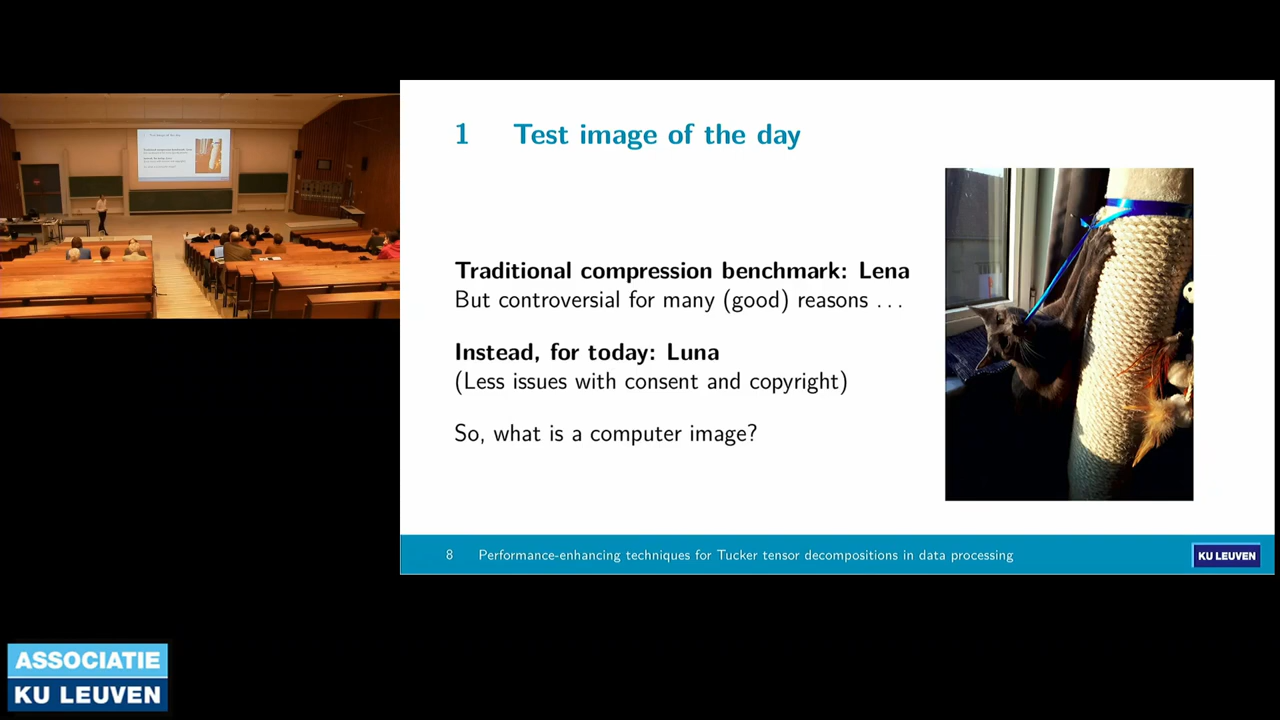 1 Test image of the day
Traditional compression benchmark: Lena
But controversial for many (good) reasons . . .
Instead, for today: Luna
(Less issues with consent and copyright)
So, what is a computer image?
8 Performance-enhancing techniques for Tucker tensor decompositions in data processing
KU LEUVEN
ASSOCIATIE
KU LEUVEN